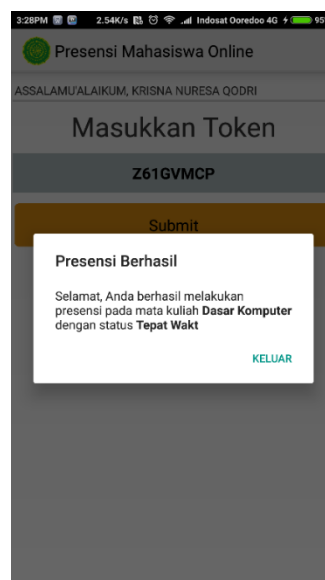 3:28PM 2.54K/s Indosat Ooredoo 4G 95
Presensi Mahasiswa Online
ASSALAMU'ALAIKUM, KRISNA NURESA QODRI
Masukkan Token
Z61GVMCP
Submit
Presensi Berhasil
Selamat, Anda berhasil melakukan
presensi pada mata kuliah Dasar Komputer
dengan status Tepat Wakt
KELUAR